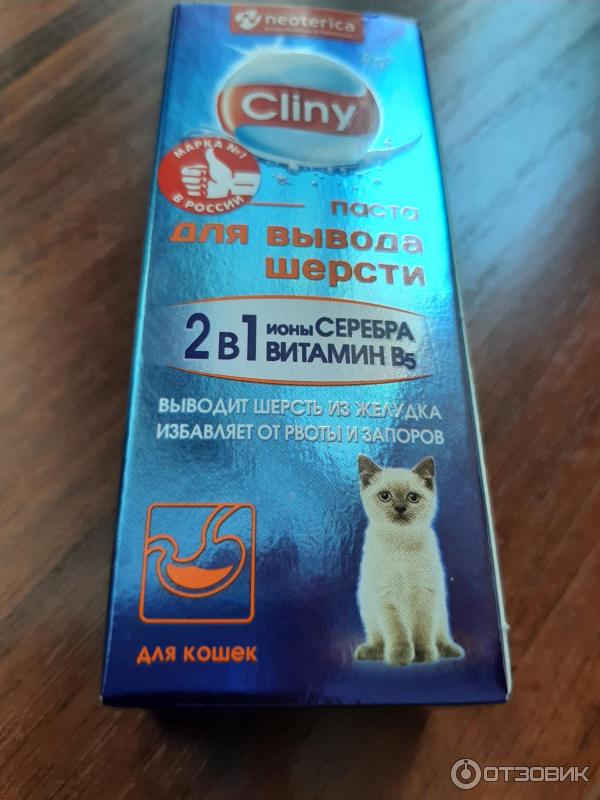 neoterica
Cliny
МАРКА №1
В РОССИИ
паста
для вывода
шерсти
2 в 1 ионы СЕРЕБРА
ВИТАМИН B5
ВЫВОДИТ ШЕРСТЬ ИЗ ЖЕЛУДКА
ИЗБАВЛЯЕТ ОТ РВОТЫ И ЗАПОРОВ
для кошек
ОТЗОВИК